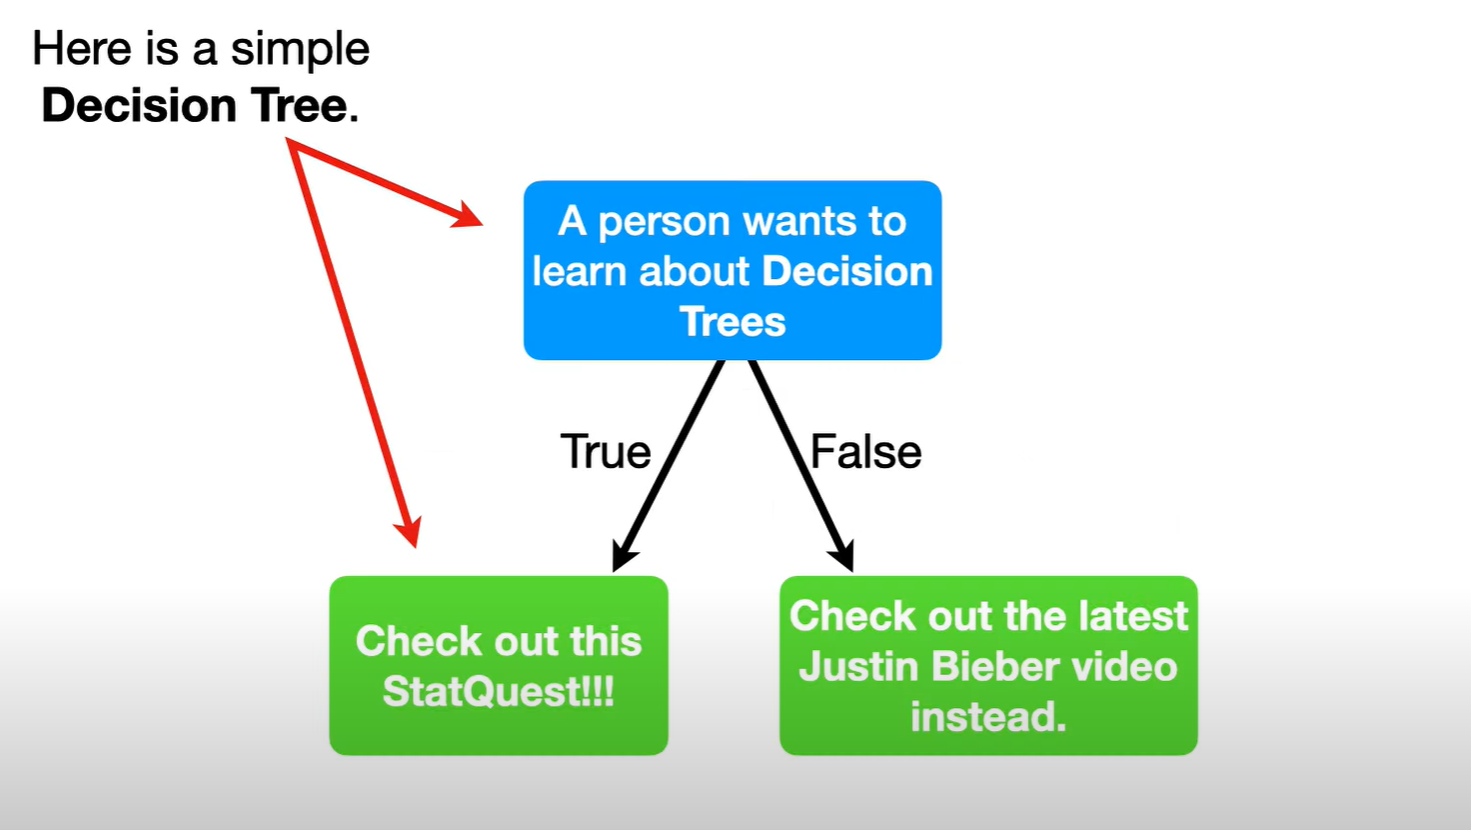 Here is a simple
Decision Tree.
A person wants to
learn about Decision
Trees
True
False
Check out this
StatQuest!!!
Check out the latest
Justin Bieber video
instead.